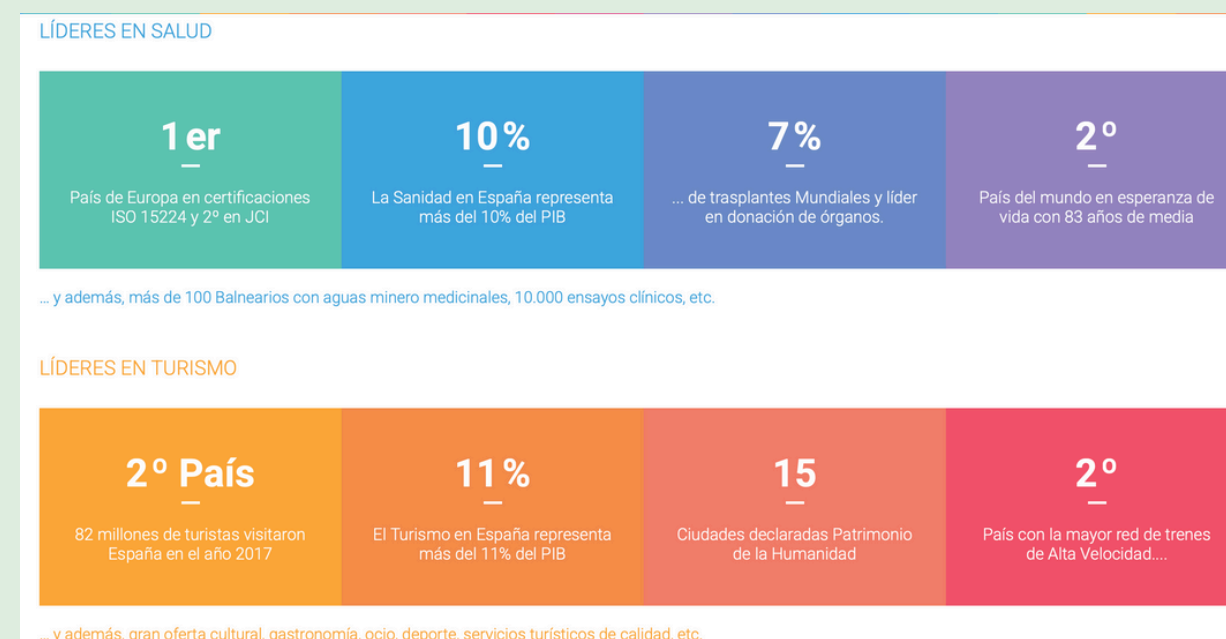 LÍDERES EN SALUD
1er
País de Europa en certificaciones
ISO 15224 y 2º en JCI
10%
La Sanidad en España representa
más del 10% del PIB
7%
... de trasplantes Mundiales y líder
en donación de órganos.
2º
País del mundo en esperanza de
vida con 83 años de media
... y además, más de 100 Balnearios con aguas minero medicinales, 10.000 ensayos clínicos, etc.
LÍDERES EN TURISMO
2º País
82 millones de turistas visitaron
España en el año 2017
11%
El Turismo en España representa
más del 11% del PIB
15
Ciudades declaradas Patrimonio
de la Humanidad
2º
País con la mayor red de trenes
de Alta Velocidad....
... y además, gran oferta cultural, gastronomía, ocio, deporte, servicios turísticos de calidad, etc.